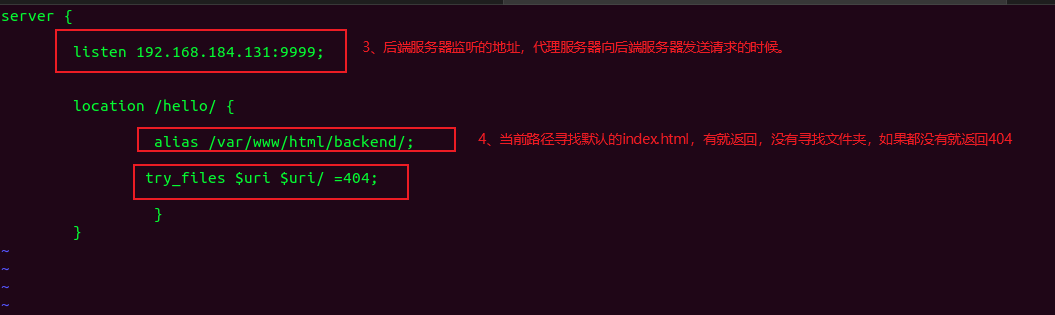 server {
listen 192.168.184.131:9999; 3、后端服务器监听的地址，代理服务器向后端服务器发送请求的时候。
location /hello/ {
alias /var/www/html/backend/; 4、当前路径寻找默认的index.html，有就返回，没有寻找文件夹，如果都没有就返回404
try_files $uri $uri/ =404;
}
}
~
~
~
~